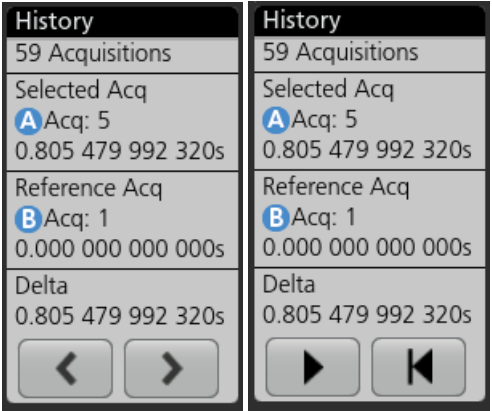 History
59 Acquisitions
Selected Acq
A Acq: 5
0.805 479 992 320s
Reference Acq
B Acq: 1
0.000 000 000 000s
Delta
0.805 479 992 320s
History
59 Acquisitions
Selected Acq
A Acq: 5
0.805 479 992 320s
Reference Acq
B Acq: 1
0.000 000 000 000s
Delta
0.805 479 992 320s